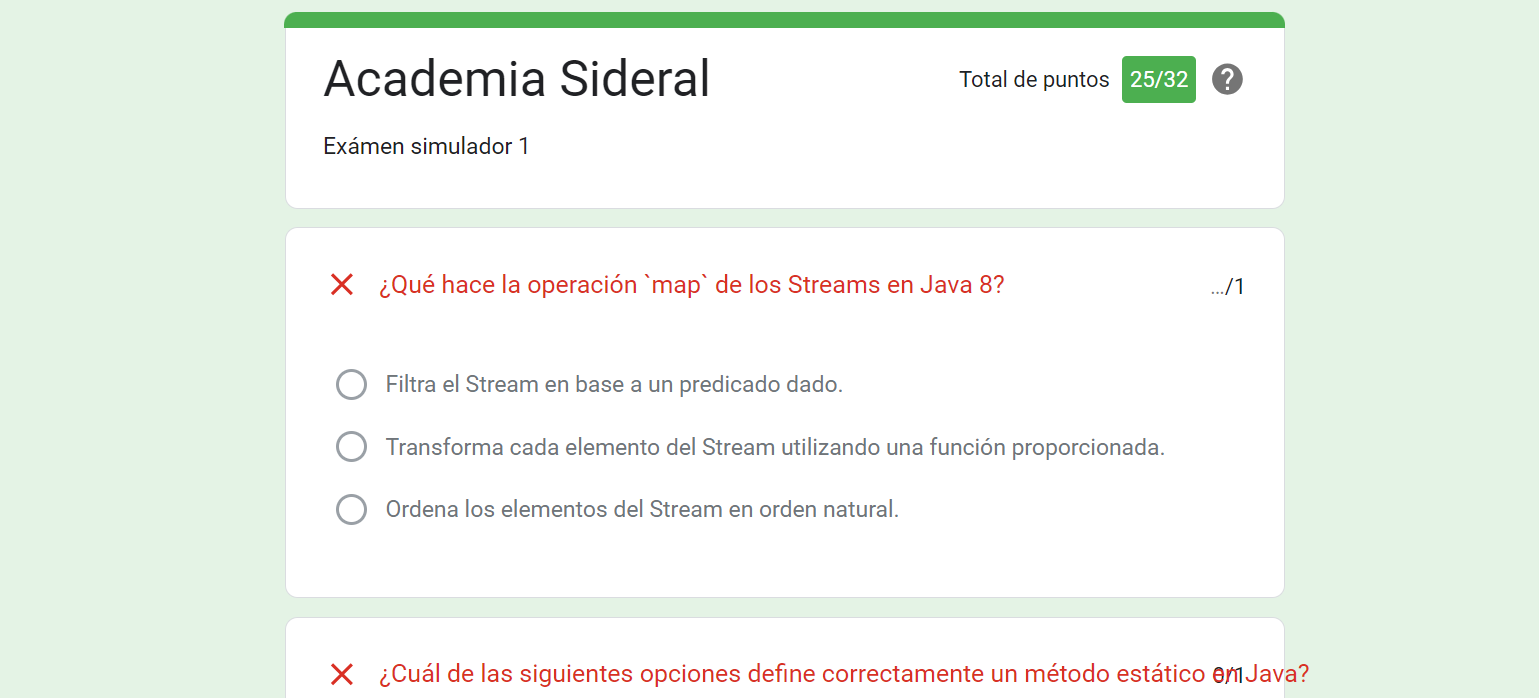 Academia Sideral
Total de puntos 25/32
Exámen simulador 1
¿Qué hace la operación `map` de los Streams en Java 8?
.../1
Filtra el Stream en base a un predicado dado.
Transforma cada elemento del Stream utilizando una función proporcionada.
Ordena los elementos del Stream en orden natural.
¿Cuál de las siguientes opciones define correctamente un método estático en Java?
0/1